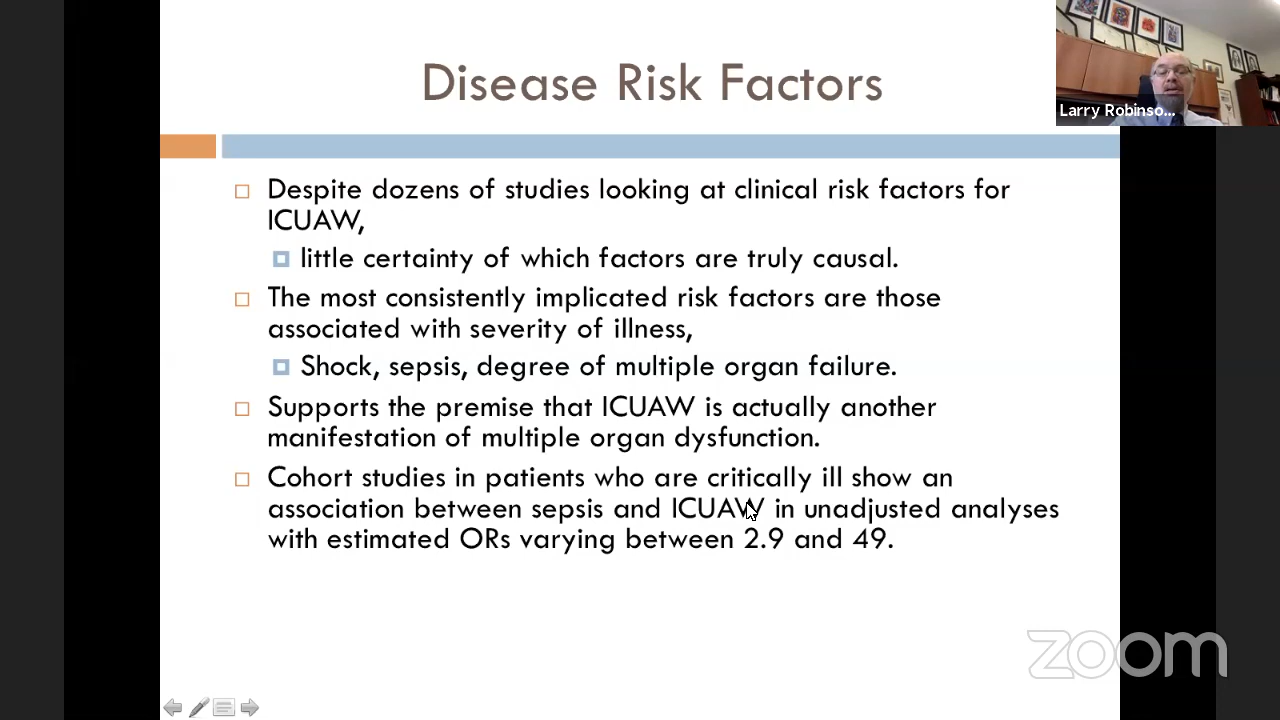 Disease Risk Factors
Larry Robinso...
Despite dozens of studies looking at clinical risk factors for
ICUAW,
little certainty of which factors are truly causal.
The most consistently implicated risk factors are those
associated with severity of illness,
Shock, sepsis, degree of multiple organ failure.
Supports the premise that ICUAW is actually another
manifestation of multiple organ dysfunction.
Cohort studies in patients who are critically ill show an
association between sepsis and ICUAW in unadjusted analyses
with estimated ORs varying between 2.9 and 49.
zoom